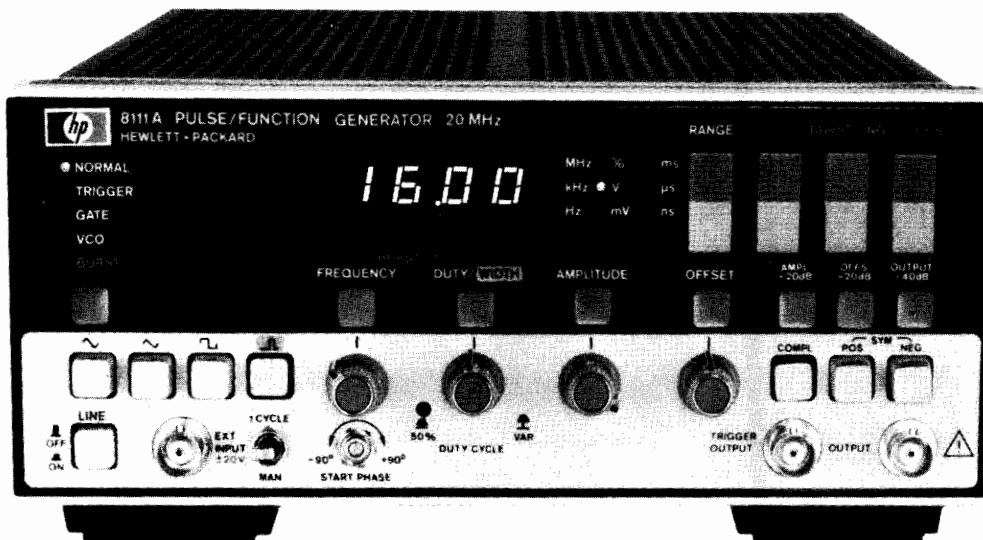 hp
8111A PULSE/FUNCTION GENERATOR 20 MHz
HEWLETT • PACKARD
NORMAL
TRIGGER
GATE
VCO
BURST
16.00
MHz % ms
kHz V µs
Hz mV ns
RANGE
FREQUENCY
DUTY/WIDTH
AMPLITUDE
OFFSET
AMPL -20dB
OFFS -20dB
OUTPUT -40dB
COMPL
SYM
POS
NEG
LINE
OFF
ON
EXT INPUT ±20V
1 CYCLE
MAN
-90° +90°
START PHASE
50%
DUTY CYCLE
VAR
TRIGGER OUTPUT
OUTPUT